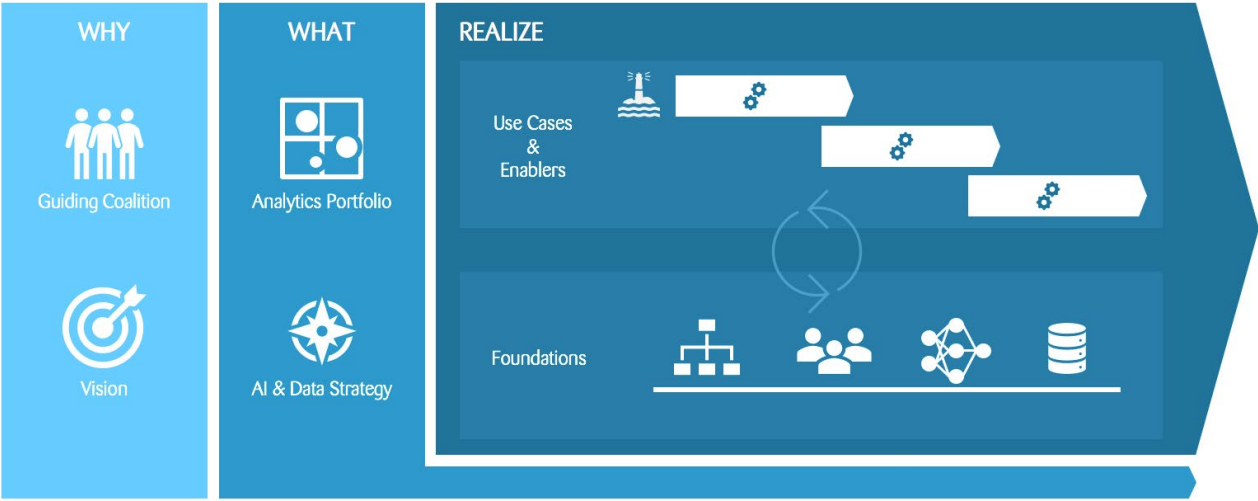 WHY
Guiding Coalition
Vision
WHAT
Analytics Portfolio
AI & Data Strategy
REALIZE
Use Cases
&
Enablers
Foundations